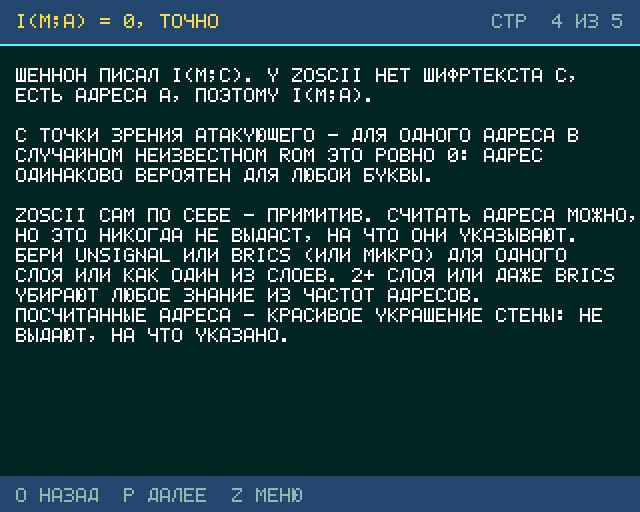 I(M;A) = 0, ТОЧНО
СТР 4 ИЗ 5
ШЕННОН ПИСАЛ I(M;C). У ZOSCII НЕТ ШИФРТЕКСТА C,
ЕСТЬ АДРЕСА A, ПОЭТОМУ I(M;A).
С ТОЧКИ ЗРЕНИЯ АТАКУЮЩЕГО - ДЛЯ ОДНОГО АДРЕСА В
СЛУЧАЙНОМ НЕИЗВЕСТНОМ ROM ЭТО РОВНО 0: АДРЕС
ОДИНАКОВО ВЕРОЯТЕН ДЛЯ ЛЮБОЙ БУКВЫ.
ZOSCII САМ ПО СЕБЕ - ПРИМИТИВ. СЧИТАТЬ АДРЕСА МОЖНО,
НО ЭТО НИКОГДА НЕ ВЫДАСТ, НА ЧТО ОНИ УКАЗЫВАЮТ.
БЕРИ UNSIGNAL ИЛИ BRICS (ИЛИ МИКРО) ДЛЯ ОДНОГО
СЛОЯ ИЛИ КАК ОДИН ИЗ СЛОЕВ. 2+ СЛОЯ ИЛИ ДАЖЕ BRICS
УБИРАЮТ ЛЮБОЕ ЗНАНИЕ ИЗ ЧАСТОТ АДРЕСОВ.
ПОСЧИТАННЫЕ АДРЕСА - КРАСИВОЕ УКРАШЕНИЕ СТЕНЫ: НЕ
ВЫДАЮТ, НА ЧТО УКАЗАНО.
O НАЗАД P ДАЛЕЕ Z МЕНЮ